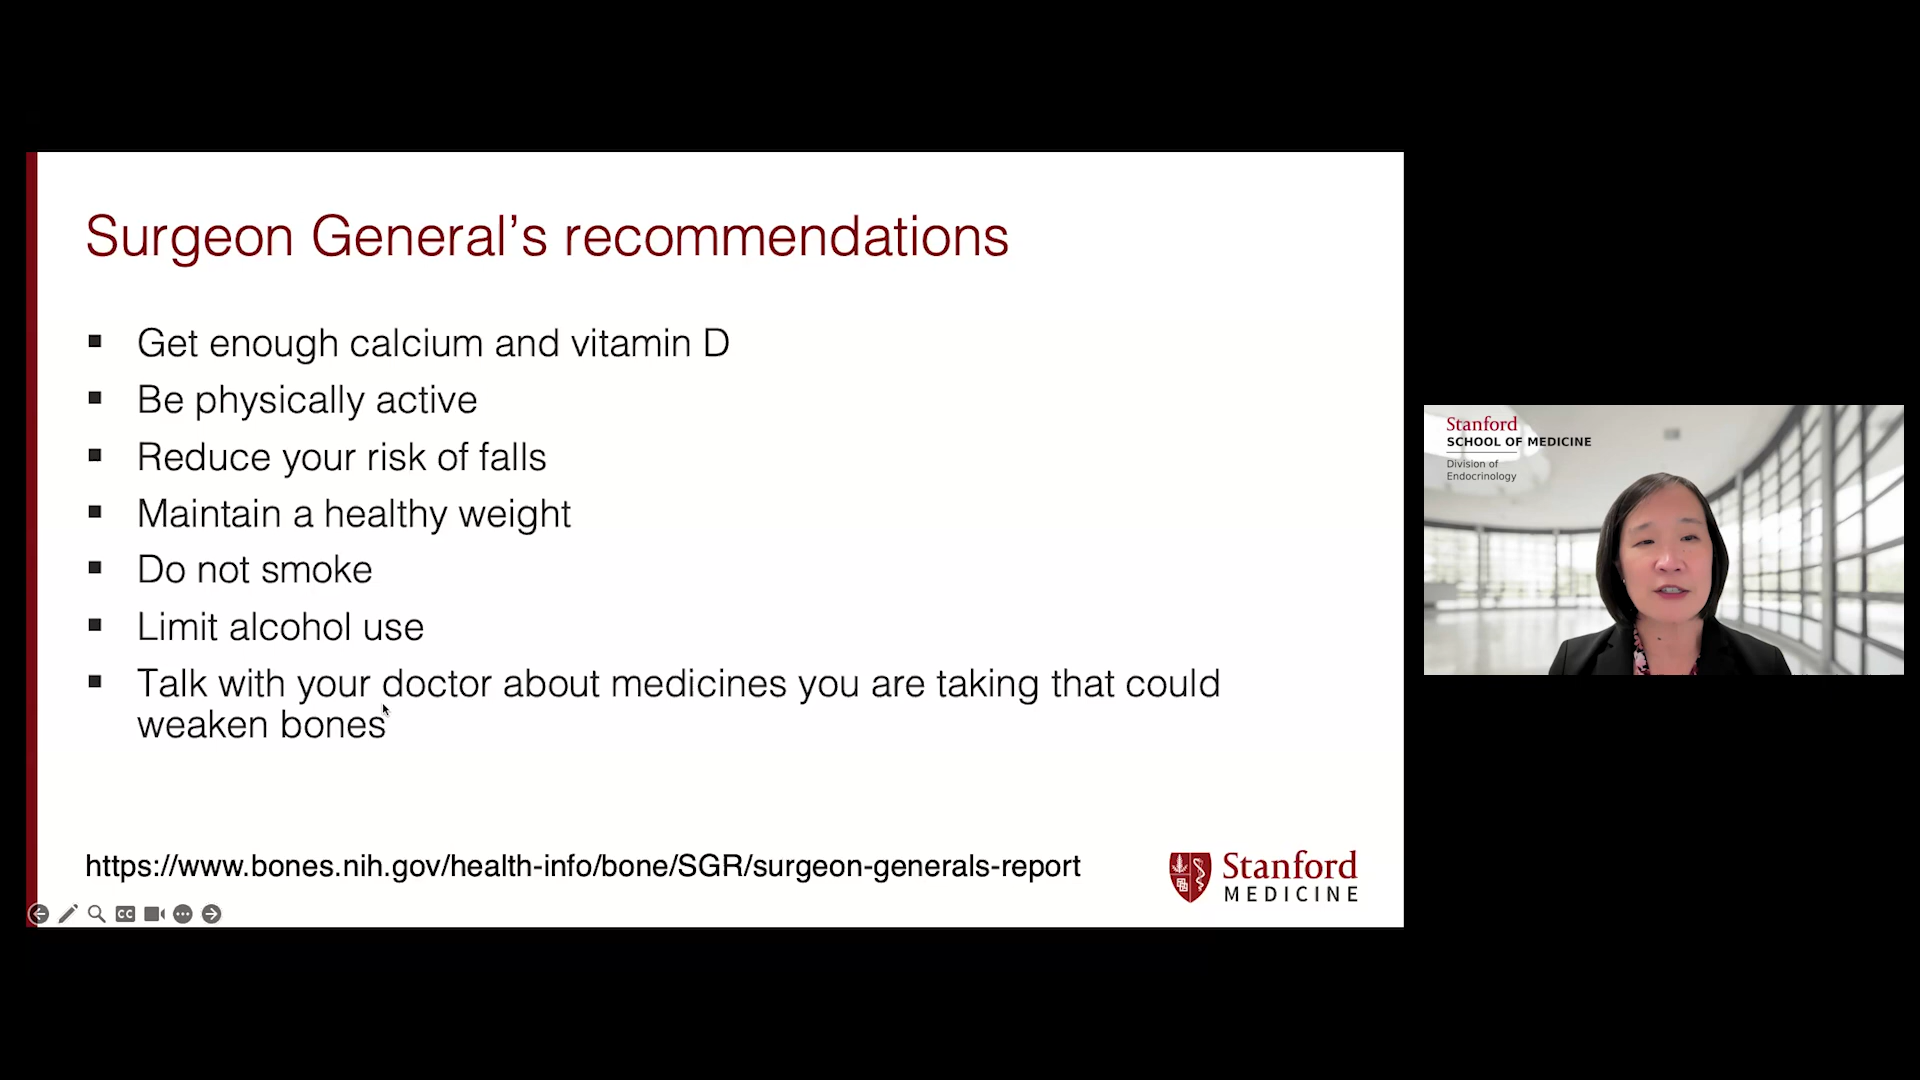 Surgeon General’s recommendations
▪ Get enough calcium and vitamin D
▪ Be physically active
▪ Reduce your risk of falls
▪ Maintain a healthy weight
▪ Do not smoke
▪ Limit alcohol use
▪ Talk with your doctor about medicines you are taking that could
weaken bones
https://www.bones.nih.gov/health-info/bone/SGR/surgeon-generals-report
Stanford
MEDICINE
CC
Stanford
SCHOOL OF MEDICINE
Division of
Endocrinology